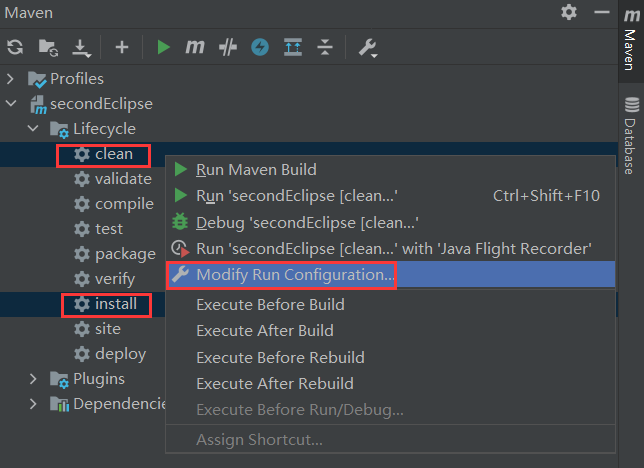 Maven
Profiles
secondEclipse
Lifecycle
clean
validate
compile
test
package
verify
install
site
deploy
Plugins
Dependencie
Run Maven Build
Run 'secondEclipse [clean...' Ctrl+Shift+F10
Debug 'secondEclipse [clean...'
Run 'secondEclipse [clean...' with 'Java Flight Recorder'
Modify Run Configuration...
Execute Before Build
Execute After Build
Execute Before Rebuild
Execute After Rebuild
Execute Before Run/Debug...
Assign Shortcut...
Maven
Database